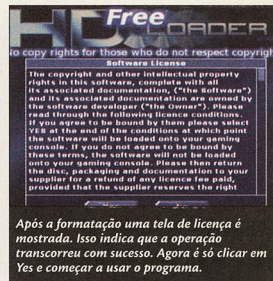 HD Free LOADER
No copy rights for those who do not respect copyrigh
Software License
The copyright and other intellectual property
rights in this software, complete with all
its associated documentation, ("the Software")
and its associated documentation are owned by
the software developer ("the Owner"). Please
read through the following licence conditions.
If you agree to be bound by them please select
YES at the end of the conditions at which point
the software will be loaded onto your gaming
console. If you do not agree to be bound by
these terms, the software will not be loaded
onto your gaming console. Please then return
the disc, packaging and documentation to your
supplier for a refund of any licence fee paid,
provided that the supplier reserves the right
Após a formatação uma tela de licença é
mostrada. Isso indica que a operação
transcorreu com sucesso. Agora é só clicar em
Yes e começar a usar o programa.